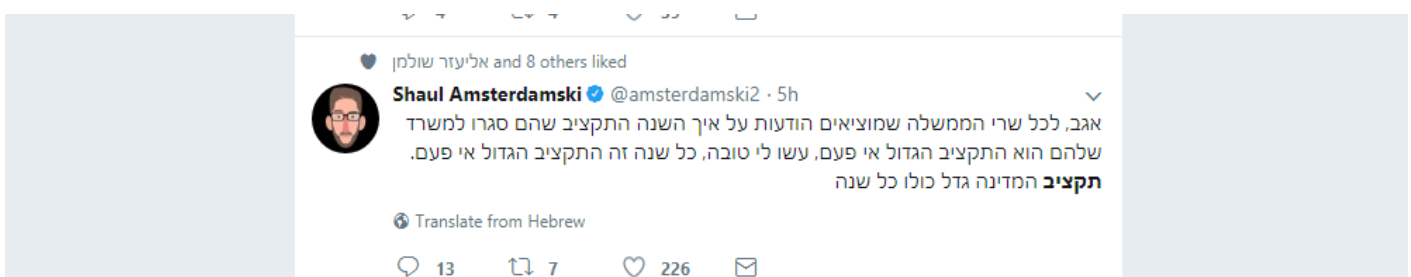 אליעזר שולמן and 8 others liked
Shaul Amsterdamski @amsterdamski2 · 5h
אגב, לכל שרי הממשלה שמוציאים הודעות על איך השנה התקציב שהם סגרו למשרד
שלהם הוא התקציב הגדול אי פעם, עשו לי טובה, כל שנה זה התקציב הגדול אי פעם.
תקציב המדינה גדל כולו כל שנה
Translate from Hebrew
13 7 226